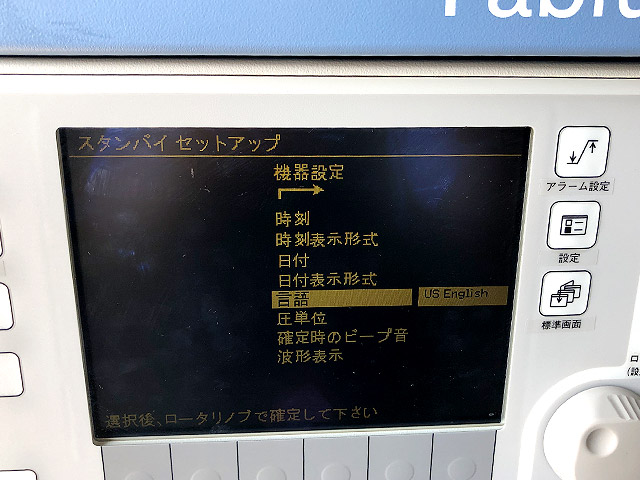 スタンバイ セットアップ
機器設定
時刻
時刻表示形式
日付
日付表示形式
言語 US English
圧単位
確定時のビープ音
波形表示
選択後、ロータリノブで確定して下さい
アラーム設定
設定
標準画面